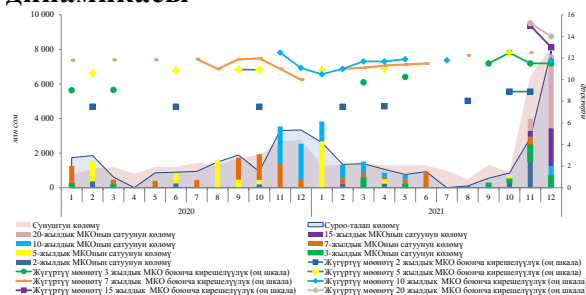 динамикасы
10 000
8 000
6 000
4 000
2 000
0
млн сом
16
14
12
10
8
6
4
2
0
пайыздар
1 2 3 4 5 6 7 8 9 10 11 12 1 2 3 4 5 6 7 8 9 10 11 12
2020 2021
Сунуштун көлөмү Суроо-талап көлөмү
20-жылдык МКОнын сатуунун көлөмү 15-жылдык МКОнын сатуунун көлөмү
10-жылдык МКОнын сатуунун көлөмү 7-жылдык МКОнын сатуунун көлөмү
5-жылдык МКОнын сатуунун көлөмү 3-жылдык МКОнын сатуунун көлөмү
2-жылдык МКОнын сатуунун көлөмү Жүгүртүү мөөнөтү 2 жылдык МКО боюнча кирешелүүлүк (оң шкала)
Жүгүртүү мөөнөтү 3 жылдык МКО боюнча кирешелүүлүк (оң шкала) Жүгүртүү мөөнөтү 5 жылдык МКО боюнча кирешелүүлүк (оң шкала)
Жүгүртүү мөөнөтү 7 жылдык МКО боюнча кирешелүүлүк (оң шкала) Жүгүртүү мөөнөтү 10 жылдык МКО боюнча кирешелүүлүк (оң шкала)
Жүгүртүү мөөнөтү 15 жылдык МКО боюнча кирешелүүлүк (оң шкала) Жүгүртүү мөөнөтү 20 жылдык МКО боюнча кирешелүүлүк (оң шкала)